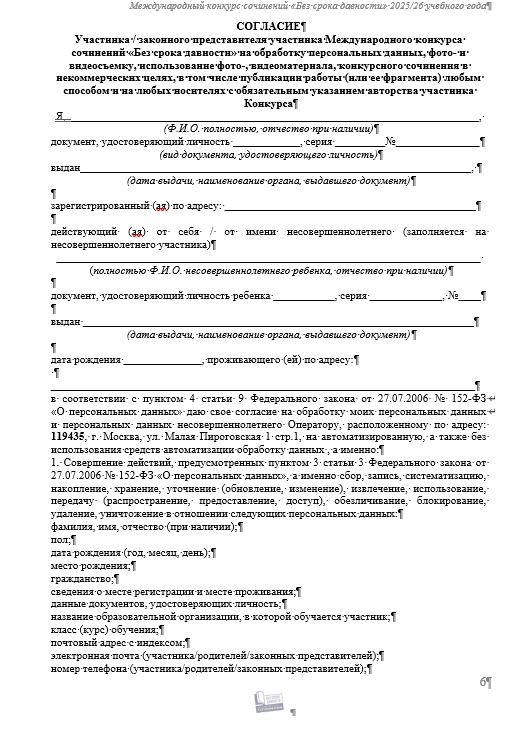 Международный конкурс сочинений «Без срока давности» 2025/26 учебного года¶
СОГЛАСИЕ¶
Участника / законного представителя участника Международного конкурса
сочинений «Без срока давности» на обработку персональных данных, фото- и
видеосъемку, использование фото-, видеоматериала, конкурсного сочинения в
некоммерческих целях, в том числе публикации работы (или ее фрагмента) любым
способом и на любых носителях с обязательным указанием авторства участника
Конкурса¶
Я,______________________________________________,
(Ф.И.О. полностью, отчество при наличии)¶
документ, удостоверяющий личность ____________, серия __________№_______________¶
(вид документа, удостоверяющего личность)¶
выдан______________________________________________, ¶
(дата выдачи, наименование органа, выдавшего документ)¶
¶
зарегистрированный (ая) по адресу: ______________________________¶
¶
действующий (ая) от себя / от имени несовершеннолетнего (заполняется на
несовершеннолетнего участника)¶
______________________________________________.
(полностью Ф.И.О. несовершеннолетнего ребенка, отчество при наличии)¶
¶
документ, удостоверяющий личность ребенка ___________, серия ____________, №____¶
¶
выдан ______________________________________________¶
(дата выдачи, наименование органа, выдавшего документ)¶
¶
дата рождения ______________, проживающего (ей) по адресу:¶
¶
______________________________________________¶
в соответствии с пунктом 4 статьи 9 Федерального закона от 27.07.2006 № 152-ФЗ↵
«О персональных данных» даю свое согласие на обработку моих персональных данных↵
и персональных данных несовершеннолетнего Оператору, расположенному по адресу:
119435, г. Москва, ул. Малая Пироговская 1 стр.1, на автоматизированную, а также без
использования средств автоматизации обработку данных, а именно:¶
1. Совершение действий, предусмотренных пунктом 3 статьи 3 Федерального закона от
27.07.2006 № 152-ФЗ «О персональных данных», а именно сбор, запись, систематизацию,
накопление, хранение, уточнение (обновление, изменение), извлечение, использование,
передачу (распространение, предоставление, доступ), обезличивание, блокирование,
удаление, уничтожение в отношении следующих персональных данных:¶
фамилия, имя, отчество (при наличии);¶
пол;¶
дата рождения (год, месяц, день);¶
место рождения;¶
гражданство;¶
сведения о месте регистрации и месте проживания;¶
данные документов, удостоверяющих личность;¶
название образовательной организации, в которой обучается участник;¶
класс (курс) обучения;¶
почтовый адрес с индексом;¶
электронная почта (участника/родителей/законных представителей);¶
номер телефона (участника/родителей/законных представителей);¶
6¶
¶